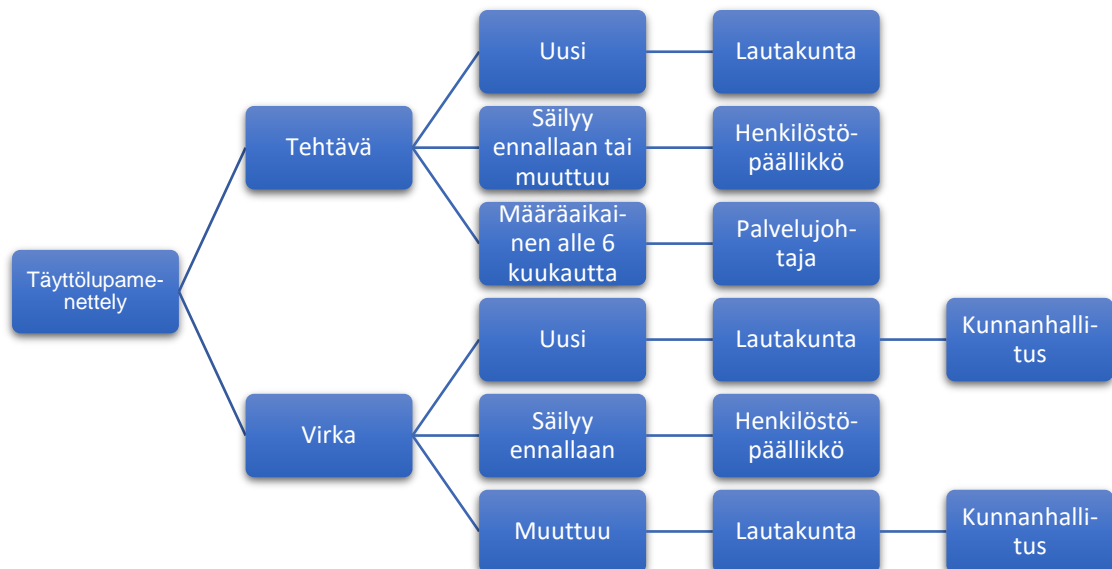 Uusi
Lautakunta
Tehtävä
Säilyy
ennallaan tai
muuttuu
Henkilöstö-
päällikkö
Määräaikai-
nen alle 6
kuukautta
Palvelujoh-
taja
Täyttölupame-
nettely
Uusi
Lautakunta
Kunnanhalli-
tus
Virka
Säilyy
ennallaan
Henkilöstö-
päällikkö
Muuttuu
Lautakunta
Kunnanhalli-
tus